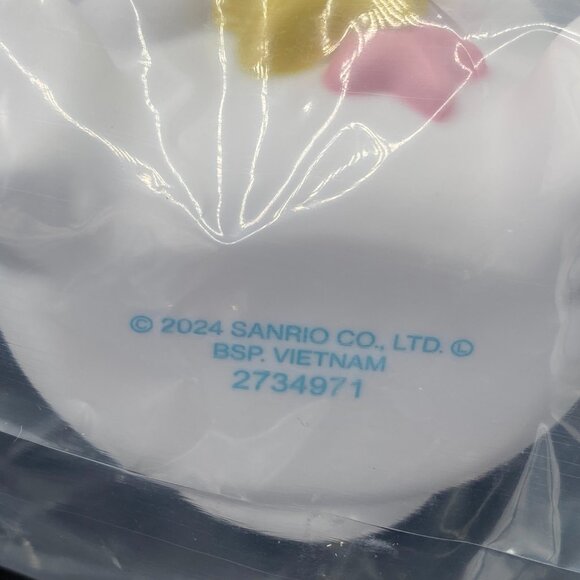 © 2024 SANRIO CO., LTD. Ⓛ
BSP. VIETNAM
2734971